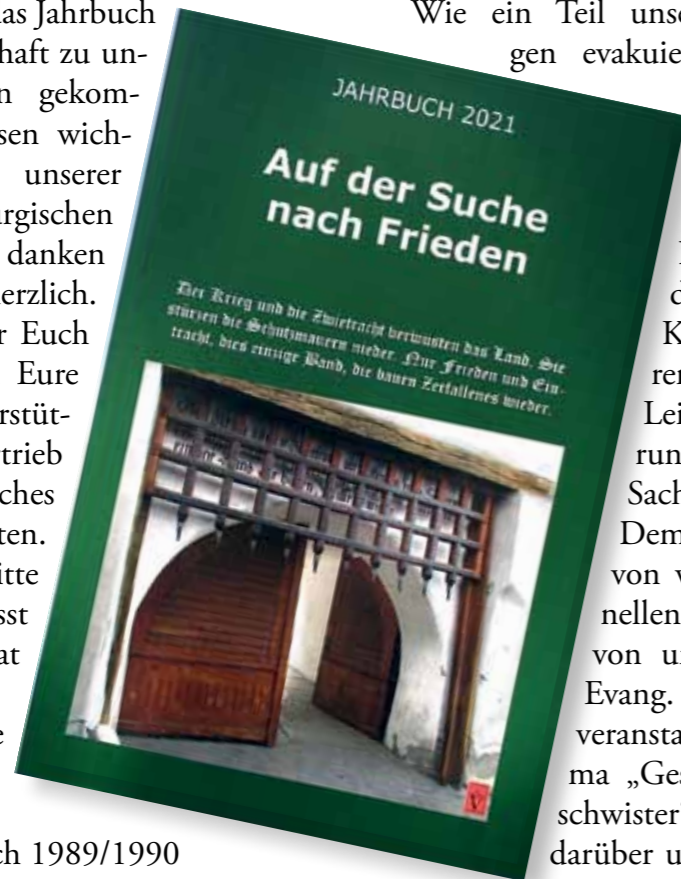 as Jahrbuch
haft zu un-
n gekom-
sen wich-
unserer
rgischen
danken
erzlich.
r Euch
Eure
rstüt-
trieb
ches
ten.
itte
sst
at
e
ch 1989/1990
JAHRBUCH 2021
Auf der Suche
nach Frieden
Der Krieg und die Zwietracht verwüsten das Land. Sie
stürzen die Schutzmauern nieder. Nur Frieden und Ein-
tracht, dies einzige Band, die bauen Zerfallenes wieder.
Wie ein Teil unse
gen evakuie
d
K
ren
Lei
run
Sach
Dem
von
nellen
von un
Evang.
veransta
ma „Ges
schwister
darüber u